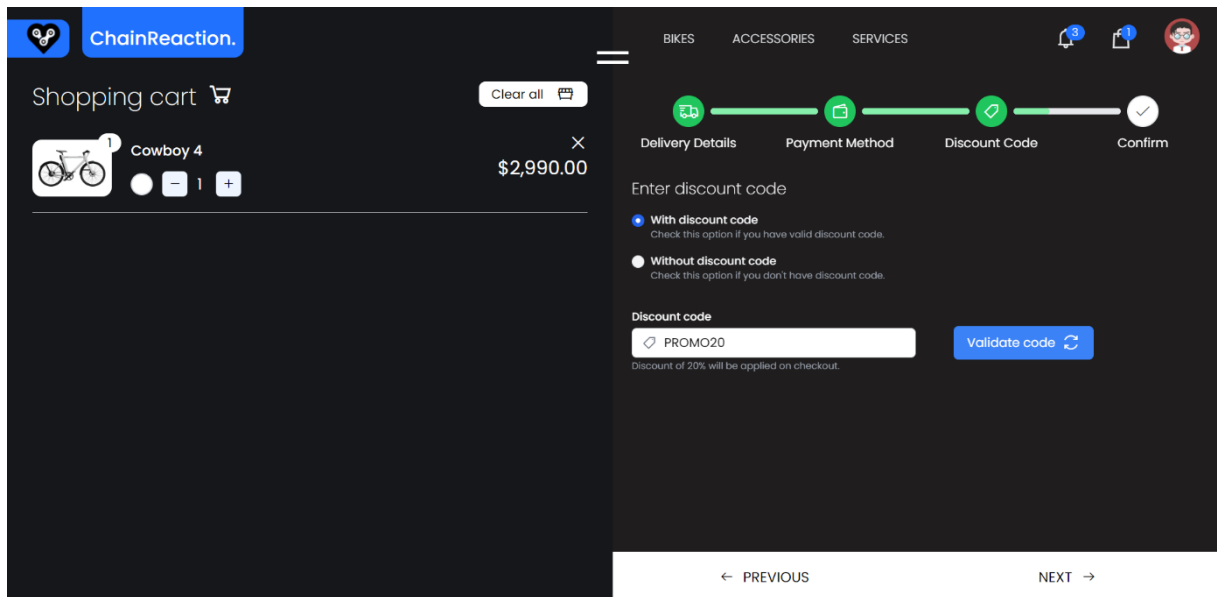 ChainReaction.
BIKES ACCESSORIES SERVICES 3 1
Shopping cart
Clear all
1
Cowboy 4
$2,990.00
− 1 +
Delivery Details Payment Method Discount Code Confirm
Enter discount code
With discount code
Check this option if you have valid discount code.
Without discount code
Check this option if you don't have discount code.
Discount code
PROMO20
Validate code
Discount of 20% will be applied on checkout.
← PREVIOUS NEXT →